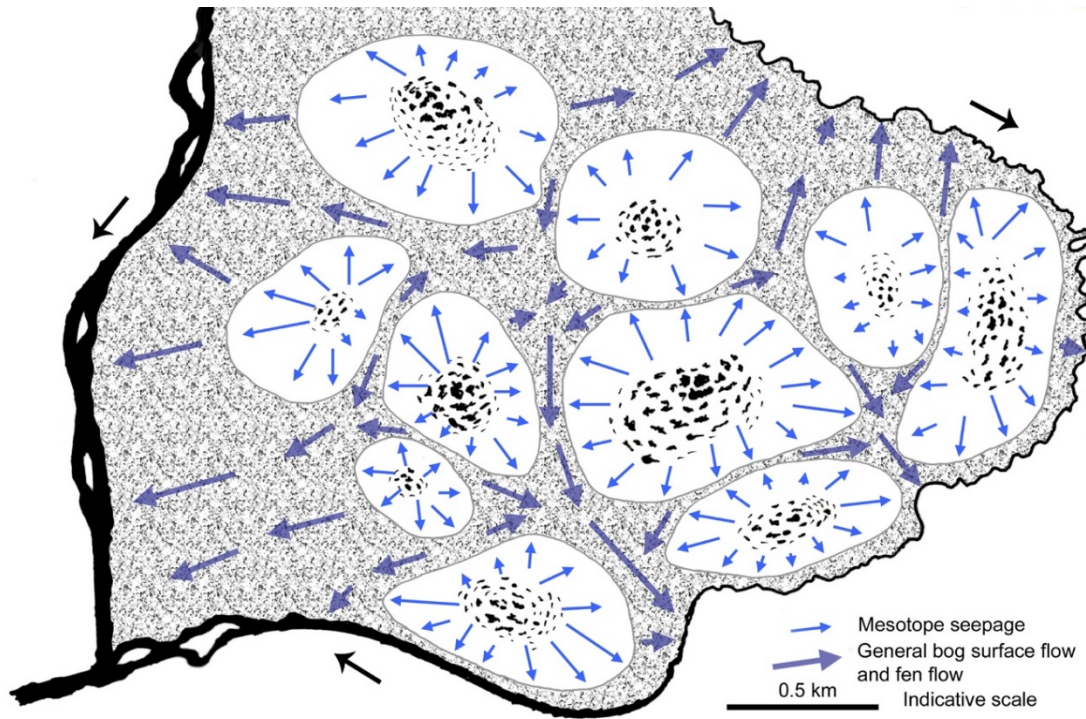 Mesotope seepage
General bog surface flow
and fen flow
0.5 km
Indicative scale